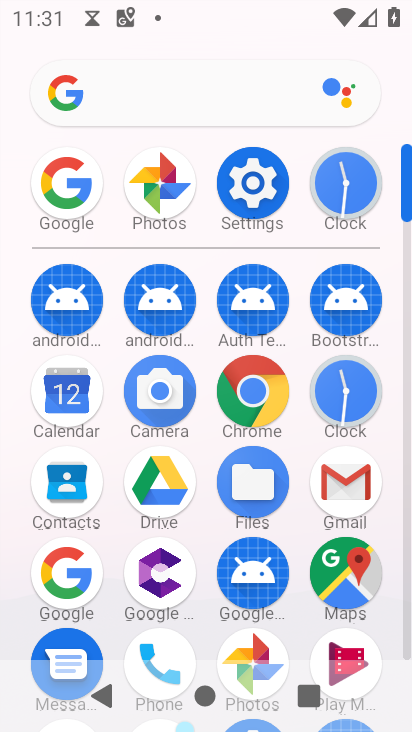 11:31
Google Photos Settings Clock
android... android... Auth Te... Bootstr...
12
Calendar Camera Chrome Clock
Contacts Drive Files Gmail
Google Google ... Google... Maps
Messa... Phone Photos Play M...